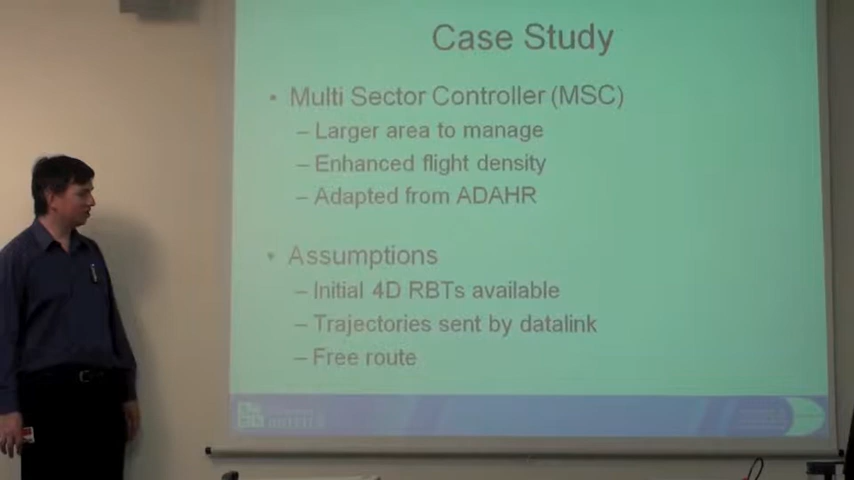 Case Study
• Multi Sector Controller (MSC)
– Larger area to manage
– Enhanced flight density
– Adapted from ADAHR
• Assumptions
– Initial 4D RBTs available
– Trajectories sent by datalink
– Free route